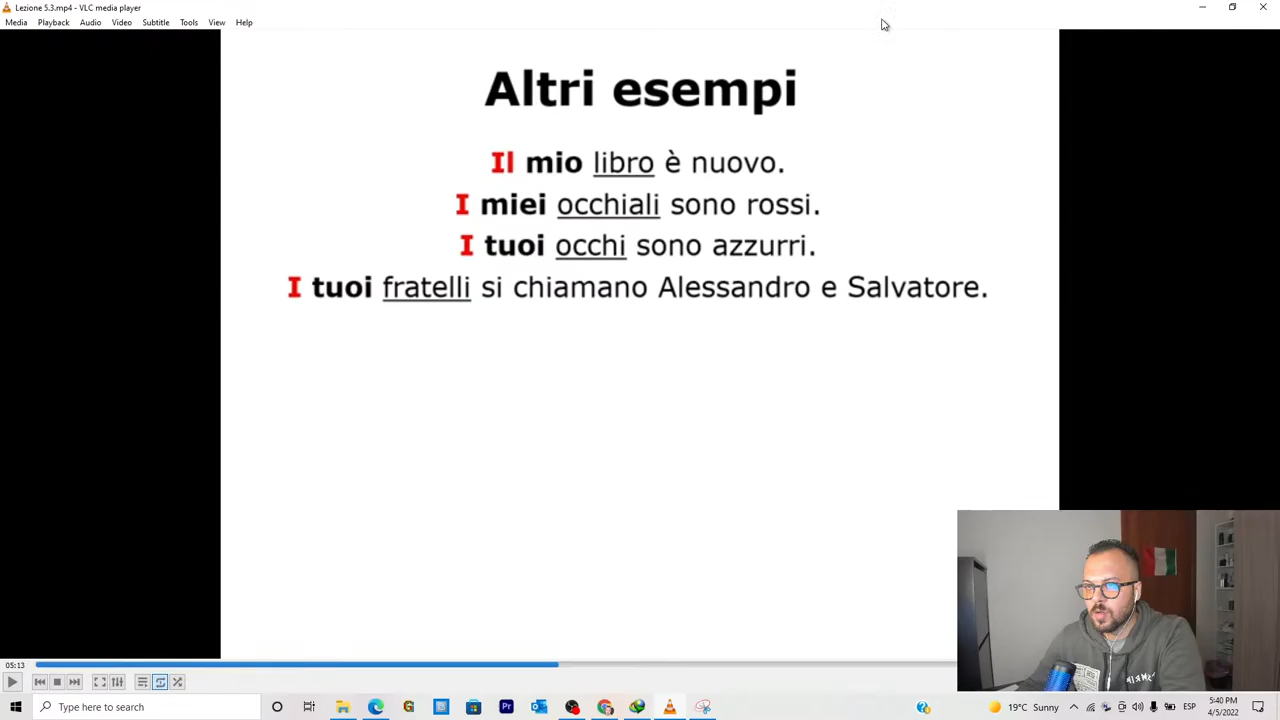 Lezione 5.3.mp4 - VLC media player
Media Playback Audio Video Subtitle Tools View Help
Altri esempi
Il mio libro è nuovo.
I miei occhiali sono rossi.
I tuoi occhi sono azzurri.
I tuoi fratelli si chiamano Alessandro e Salvatore.
05:13
Type here to search
Pr
19°C Sunny
ESP
5:40 PM
4/5/2022